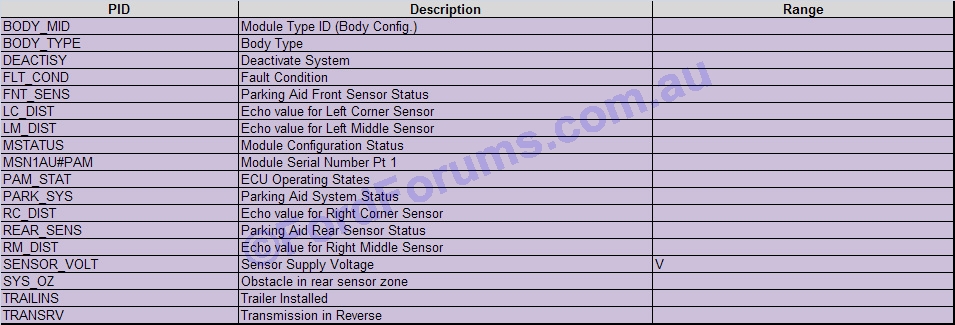 PID Description Range
BODY_MID Module Type ID (Body Config.)
BODY_TYPE Body Type
DEACTISY Deactivate System
FLT_COND Fault Condition
FNT_SENS Parking Aid Front Sensor Status
LC_DIST Echo value for Left Corner Sensor
LM_DIST Echo value for Left Middle Sensor
MSTATUS Module Configuration Status
MSN1AU#PAM Module Serial Number Pt 1
PAM_STAT ECU Operating States
PARK_SYS Parking Aid System Status
RC_DIST Echo value for Right Corner Sensor
REAR_SENS Parking Aid Rear Sensor Status
RM_DIST Echo value for Right Middle Sensor
SENSOR_VOLT Sensor Supply Voltage V
SYS_OZ Obstacle in rear sensor zone
TRAILINS Trailer Installed
TRANSRV Transmission in Reverse
©FordForums.com.au